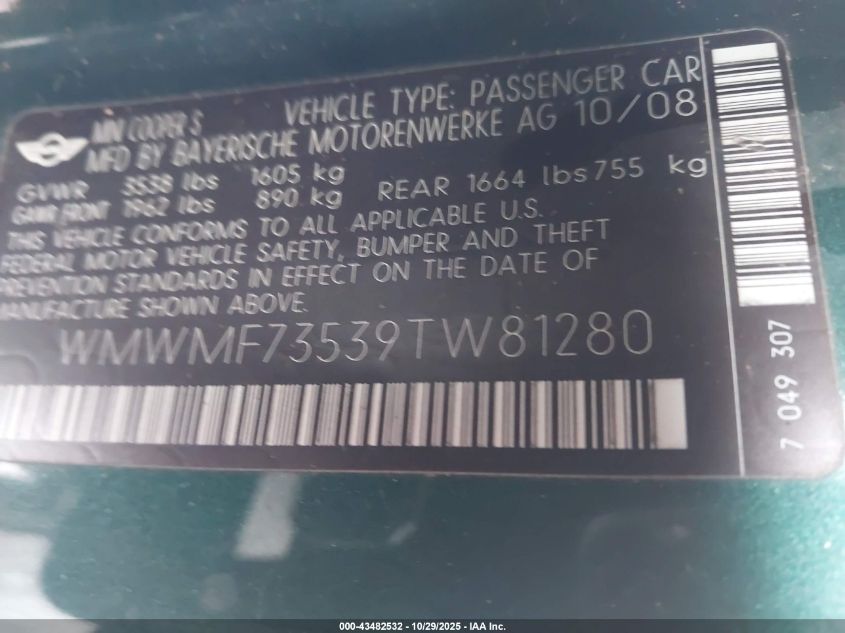 MINI COOPER S VEHICLE TYPE: PASSENGER CAR
MFD BY BAYERISCHE MOTORENWERKE AG 10/08
GVWR 3538 lbs 1605 kg
GAWR FRONT 1962 lbs 890 kg REAR 1664 lbs 755 kg
THIS VEHICLE CONFORMS TO ALL APPLICABLE U.S.
FEDERAL MOTOR VEHICLE SAFETY, BUMPER AND THEFT
PREVENTION STANDARDS IN EFFECT ON THE DATE OF
MANUFACTURE SHOWN ABOVE.
WMWMF73539TW81280
7 049 307
000-43482532 - 10/29/2025 - IAA Inc.